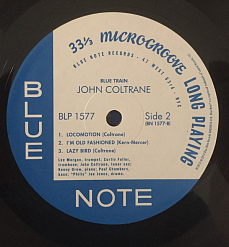 33⅓ MICROGROOVE LONG PLAYING
BLUE NOTE RECORDS • 47 WEST 63rd • NYC
BLUE TRAIN
JOHN COLTRANE
BLP 1577
Side 2
(BN 1577-B)
1. LOCOMOTION (Coltrane)
2. I'M OLD FASHIONED (Kern-Mercer)
3. LAZY BIRD (Coltrane)
Lee Morgan, trumpet; Curtis Fuller,
trombone; John Coltrane, tenor sax;
Kenny Drew, piano; Paul Chambers,
bass; "Philly" Joe Jones, drums.
BLUE
NOTE